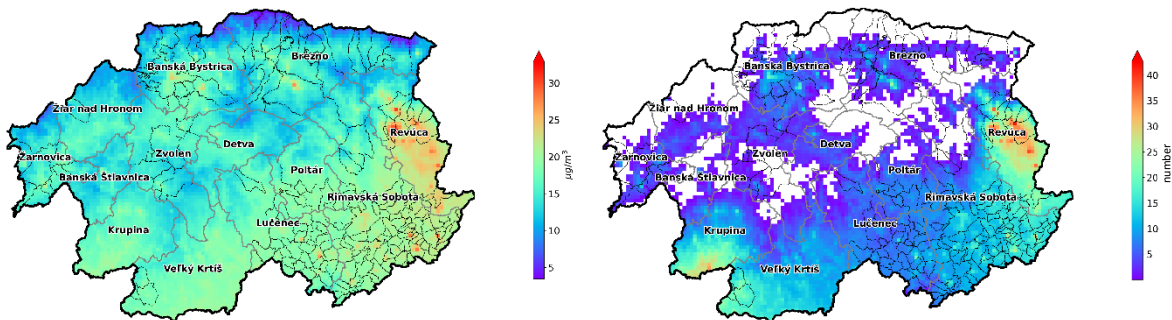 Brezno
Banská Bystrica
Žiar nad Hronom
Revúca
Žarnovica
Zvolen
Detva
Poltár
Banská Štiavnica
Rimavská Sobota
Lučenec
Krupina
Veľký Krtíš
30
25
20
15
10
5
µg/m³
Brezno
Banská Bystrica
Žiar nad Hronom
Revúca
Žarnovica
Zvolen
Detva
Poltár
Banská Štiavnica
Rimavská Sobota
Lučenec
Krupina
Veľký Krtíš
40
35
30
25
20
15
10
5
number